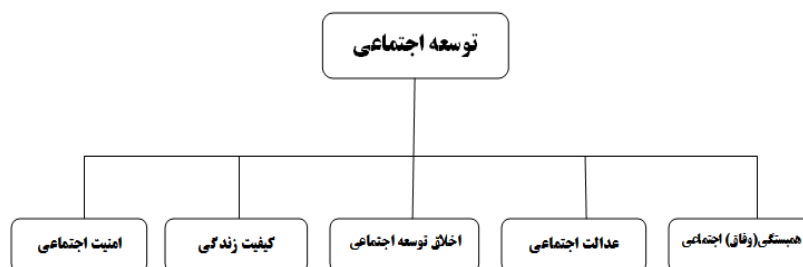 توسعه اجتماعی
همبستگی(وفاق) اجتماعی
عدالت اجتماعی
اخلاق توسعه اجتماعی
کیفیت زندگی
امنیت اجتماعی